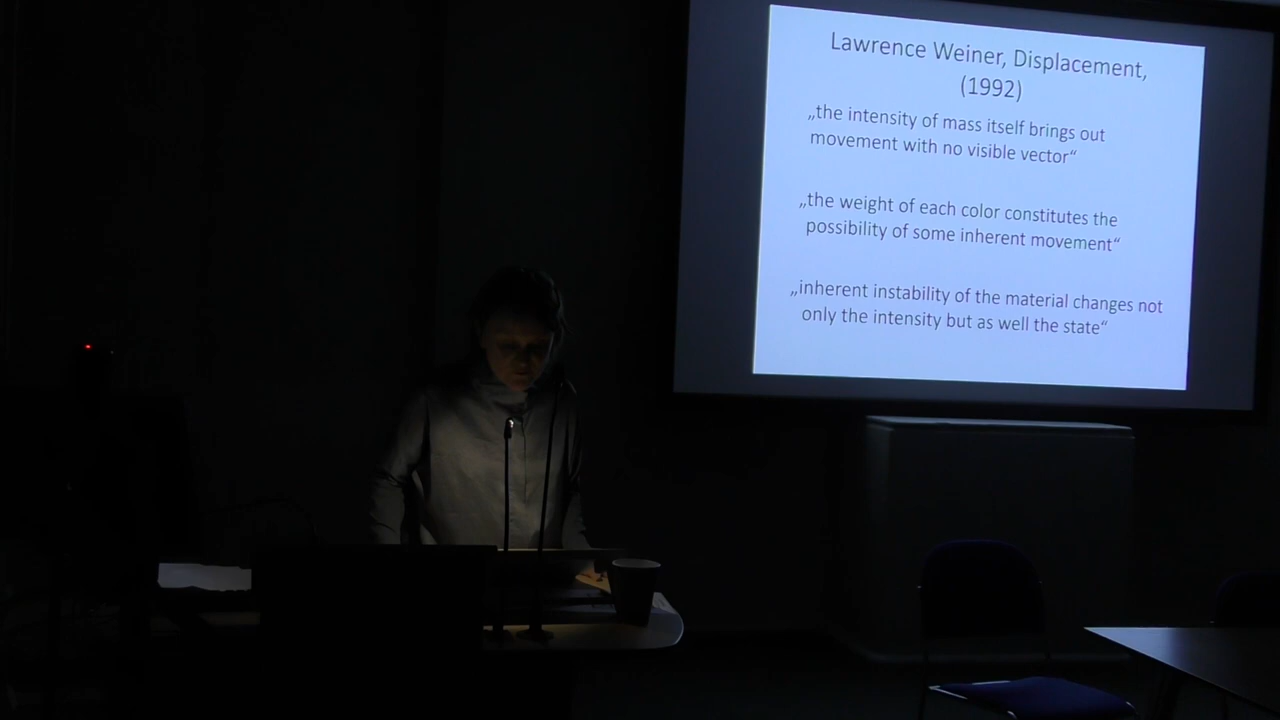 Lawrence Weiner, Displacement,
(1992)
„the intensity of mass itself brings out
movement with no visible vector“
„the weight of each color constitutes the
possibility of some inherent movement“
„inherent instability of the material changes not
only the intensity but as well the state“